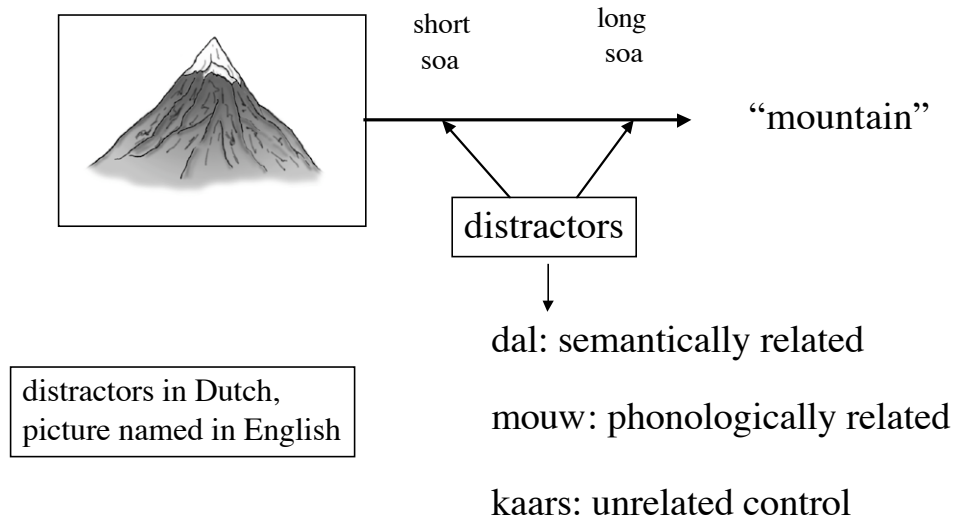 short
soa
long
soa
“mountain”
distractors
dal: semantically related
mouw: phonologically related
kaars: unrelated control
distractors in Dutch,
picture named in English